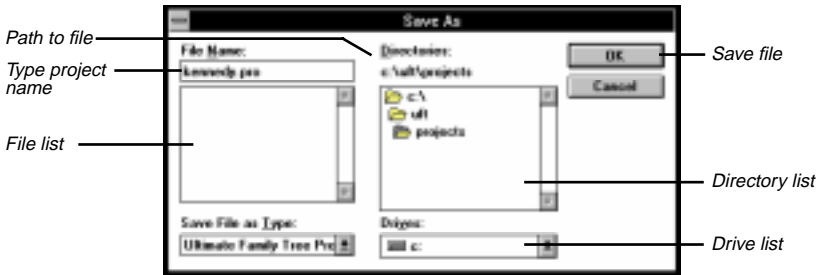 Save As
Path to file
File Name:
Directories:
OK
Save file
Type project
name
kennedy.pro
c:\uft\projects
Cancel
c:\
uft
projects
File list
Directory list
Save File as Type:
Drives:
Ultimate Family Tree Pro
c:
Drive list